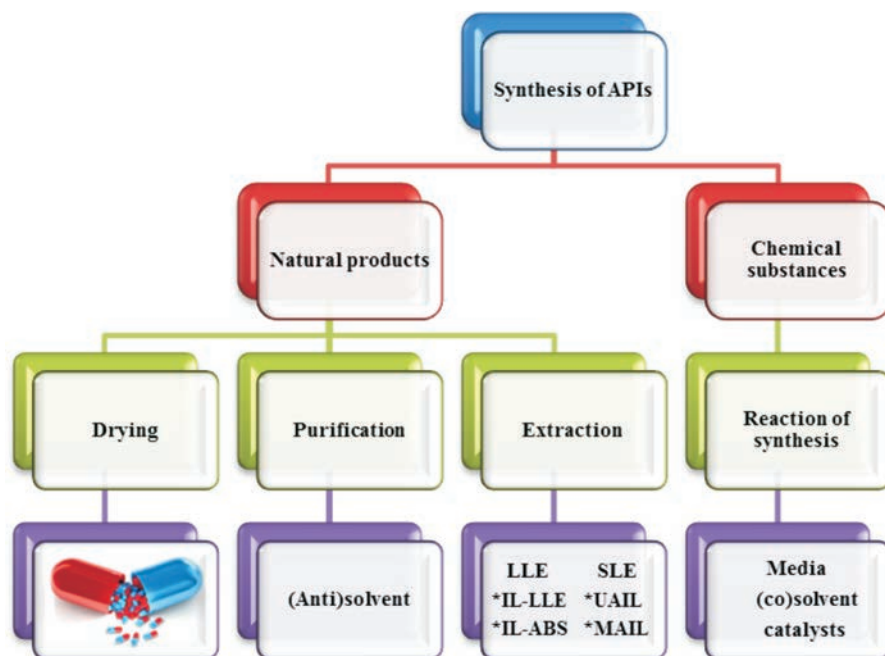 Synthesis of APIs
Natural products
Chemical
substances
Drying
Purification
Extraction
Reaction of
synthesis
(Anti)solvent
LLE SLE
*IL-LLE *UAIL
*IL-ABS *MAIL
Media
(co)solvent
catalysts